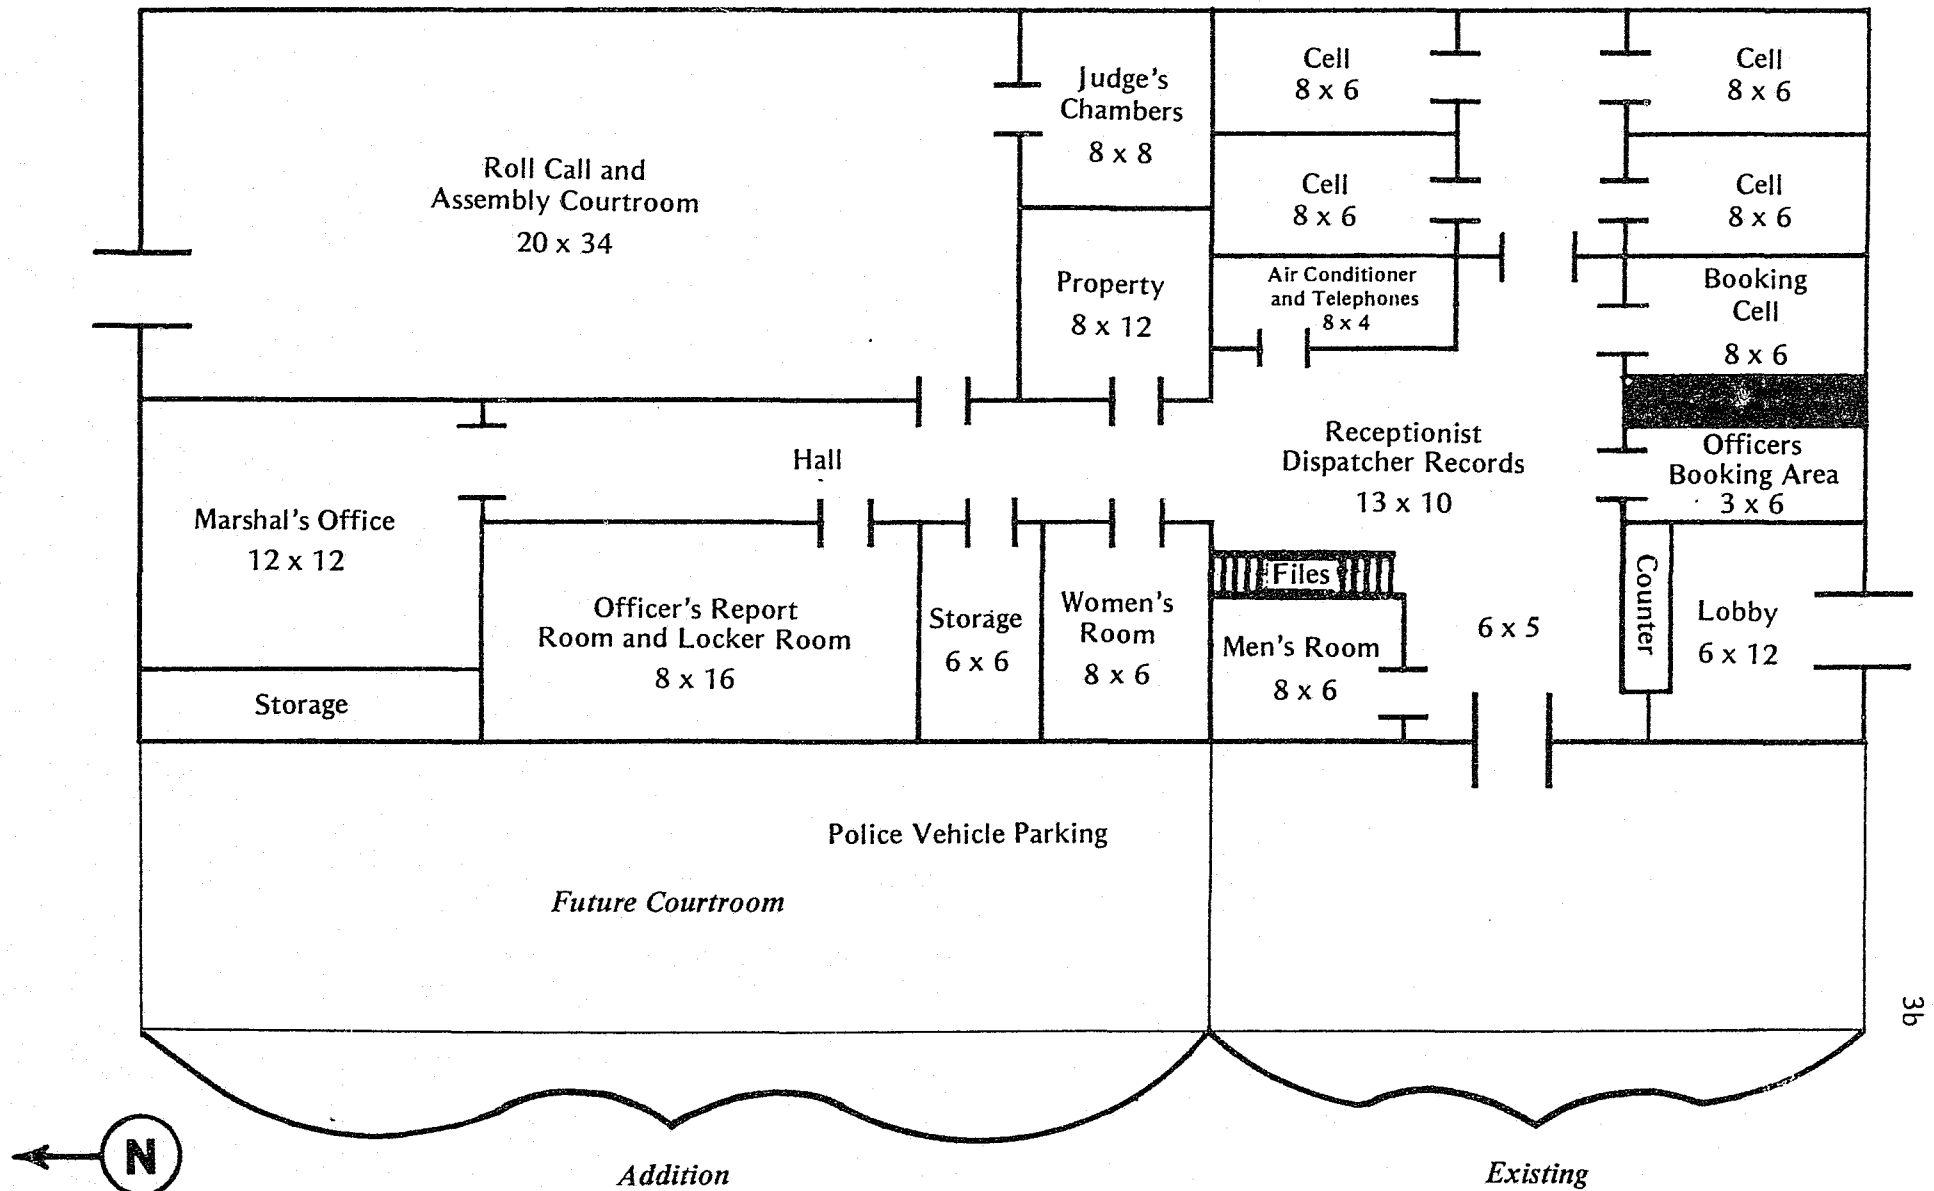 Roll Call and
Assembly Courtroom
20 x 34
Judge's
Chambers
8 x 8
Cell
8 x 6
Cell
8 x 6
Cell
8 x 6
Cell
8 x 6
Property
8 x 12
Air Conditioner
and Telephones
8 x 4
Booking
Cell
8 x 6
Hall
Receptionist
Dispatcher Records
13 x 10
Officers
Booking Area
3 x 6
Marshal's Office
12 x 12
Storage
Officer's Report
Room and Locker Room
8 x 16
Storage
6 x 6
Women's
Room
8 x 6
Files
Men's Room
8 x 6
6 x 5
Counter
Lobby
6 x 12
Police Vehicle Parking
Future Courtroom
3b
N
Addition
Existing